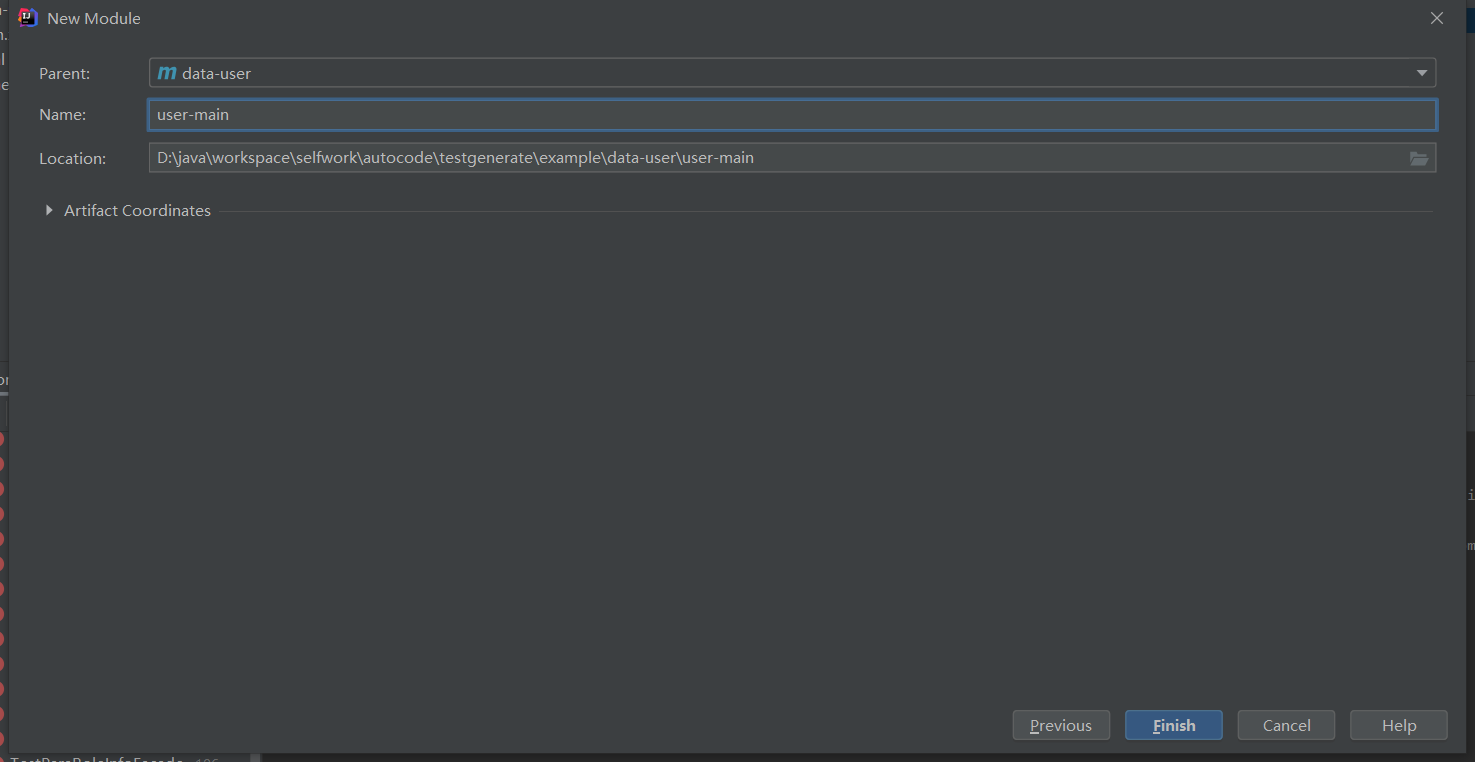 New Module
Parent: m data-user
Name: user-main
Location: D:\java\workspace\selfwork\autocode\testgenerate\example\data-user\user-main
Artifact Coordinates
Previous Finish Cancel Help